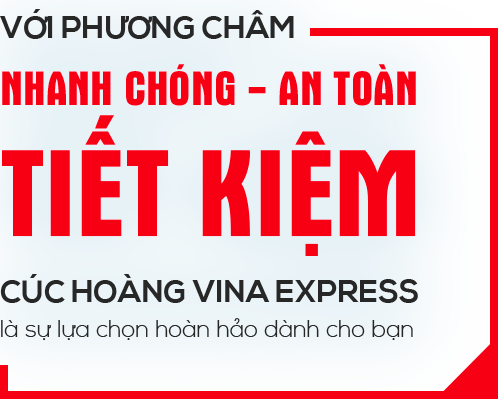 VỚI PHƯƠNG CHÂM
NHANH CHÓNG – AN TOÀN
TIẾT KIỆM
CÚC HOÀNG VINA EXPRESS
là sự lựa chọn hoàn hảo dành cho bạn